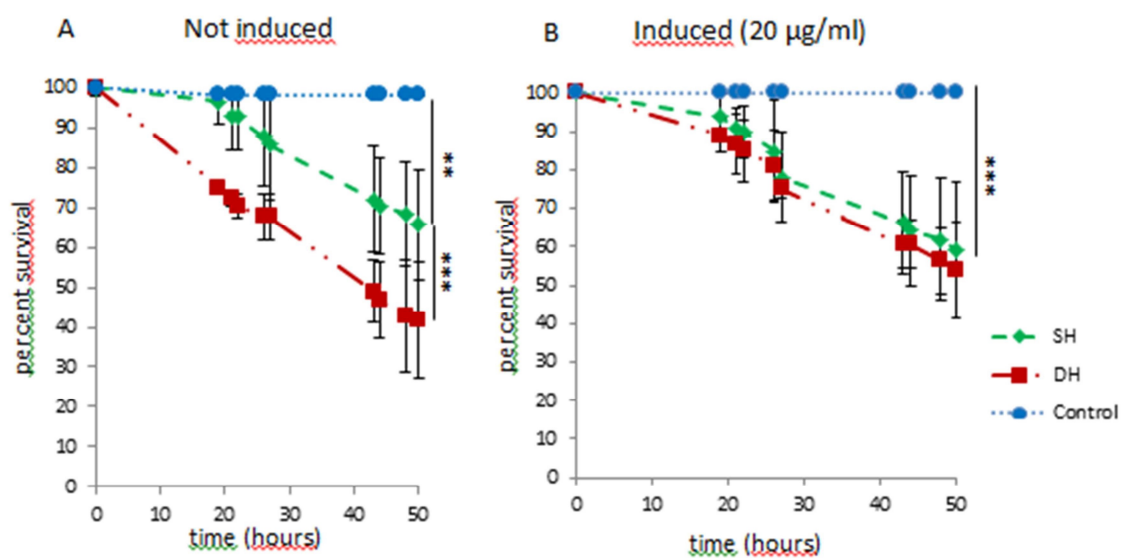 A Not induced
B Induced (20 µg/ml)
100
90
80
70
60
50
40
30
20
10
0
percent survival
0 10 20 30 40 50
time (hours)
**
***
100
90
80
70
60
50
40
30
20
10
0
percent survival
0 10 20 30 40 50
time (hours)
***
SH
DH
Control